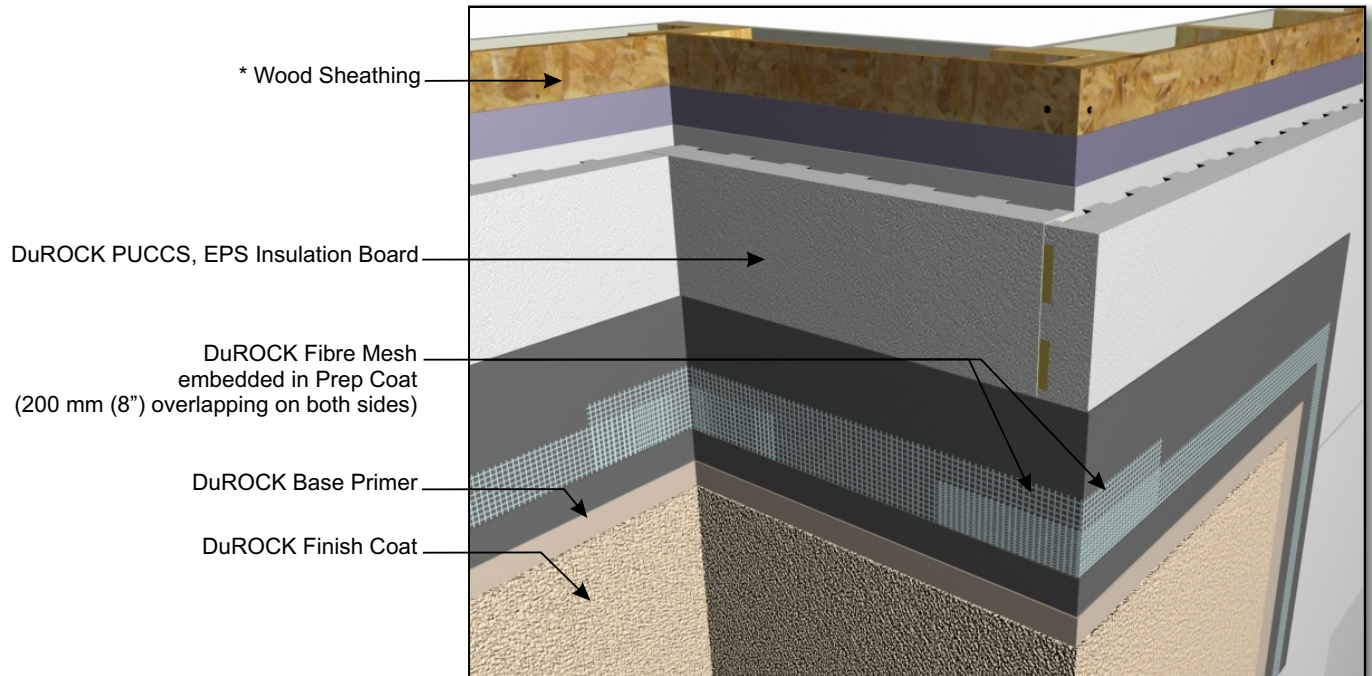 * Wood Sheathing
DuROCK PUCCS, EPS Insulation Board
DuROCK Fibre Mesh
embedded in Prep Coat
(200 mm (8”) overlapping on both sides)
DuROCK Base Primer
DuROCK Finish Coat